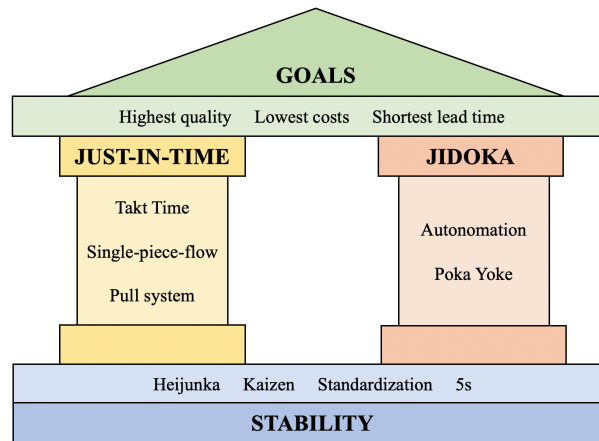 GOALS
Highest quality Lowest costs Shortest lead time
JUST-IN-TIME
Takt Time
Single-piece-flow
Pull system
JIDOKA
Autonomation
Poka Yoke
Heijunka Kaizen Standardization 5s
STABILITY